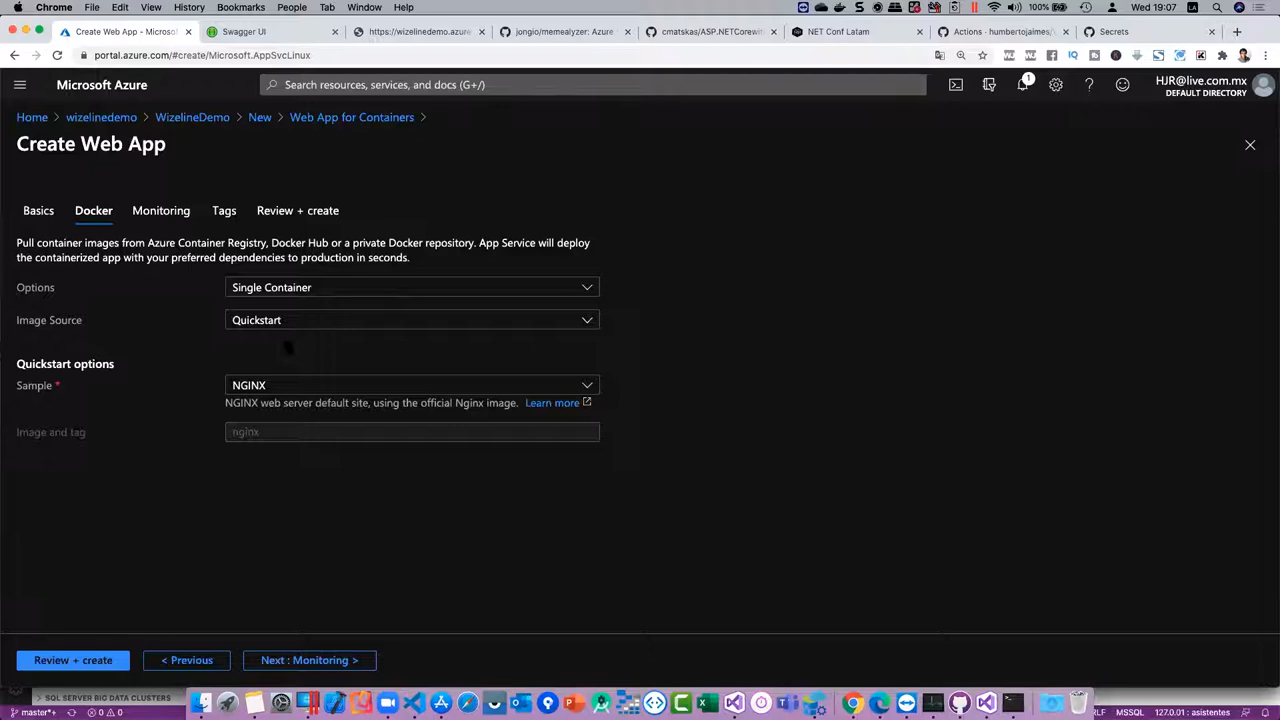 Chrome File Edit View History Bookmarks People Tab Window Help 100% Wed 19:07
Create Web App - Microso Swagger UI https://wizelinedemo.azure jongio/memealyzer: Azure cmatskas/ASP.NETCorewit NET Conf Latam Actions · humbertojaimes/ Secrets
portal.azure.com/#create/Microsoft.AppSvcLinux
Microsoft Azure Search resources, services, and docs (G+/) 1 HJR@live.com.mx
DEFAULT DIRECTORY
Home > wizelinedemo > WizelineDemo > New > Web App for Containers >
Create Web App
Basics Docker Monitoring Tags Review + create
Pull container images from Azure Container Registry, Docker Hub or a private Docker repository. App Service will deploy
the containerized app with your preferred dependencies to production in seconds.
Options Single Container
Image Source Quickstart
Quickstart options
Sample * NGINX
NGINX web server default site, using the official Nginx image. Learn more
Image and tag nginx
Review + create < Previous Next : Monitoring >
SQL SERVER BIG DATA CLUSTERS
master*+ 0 0 RLF MSSQL 127.0.01 : asistentes